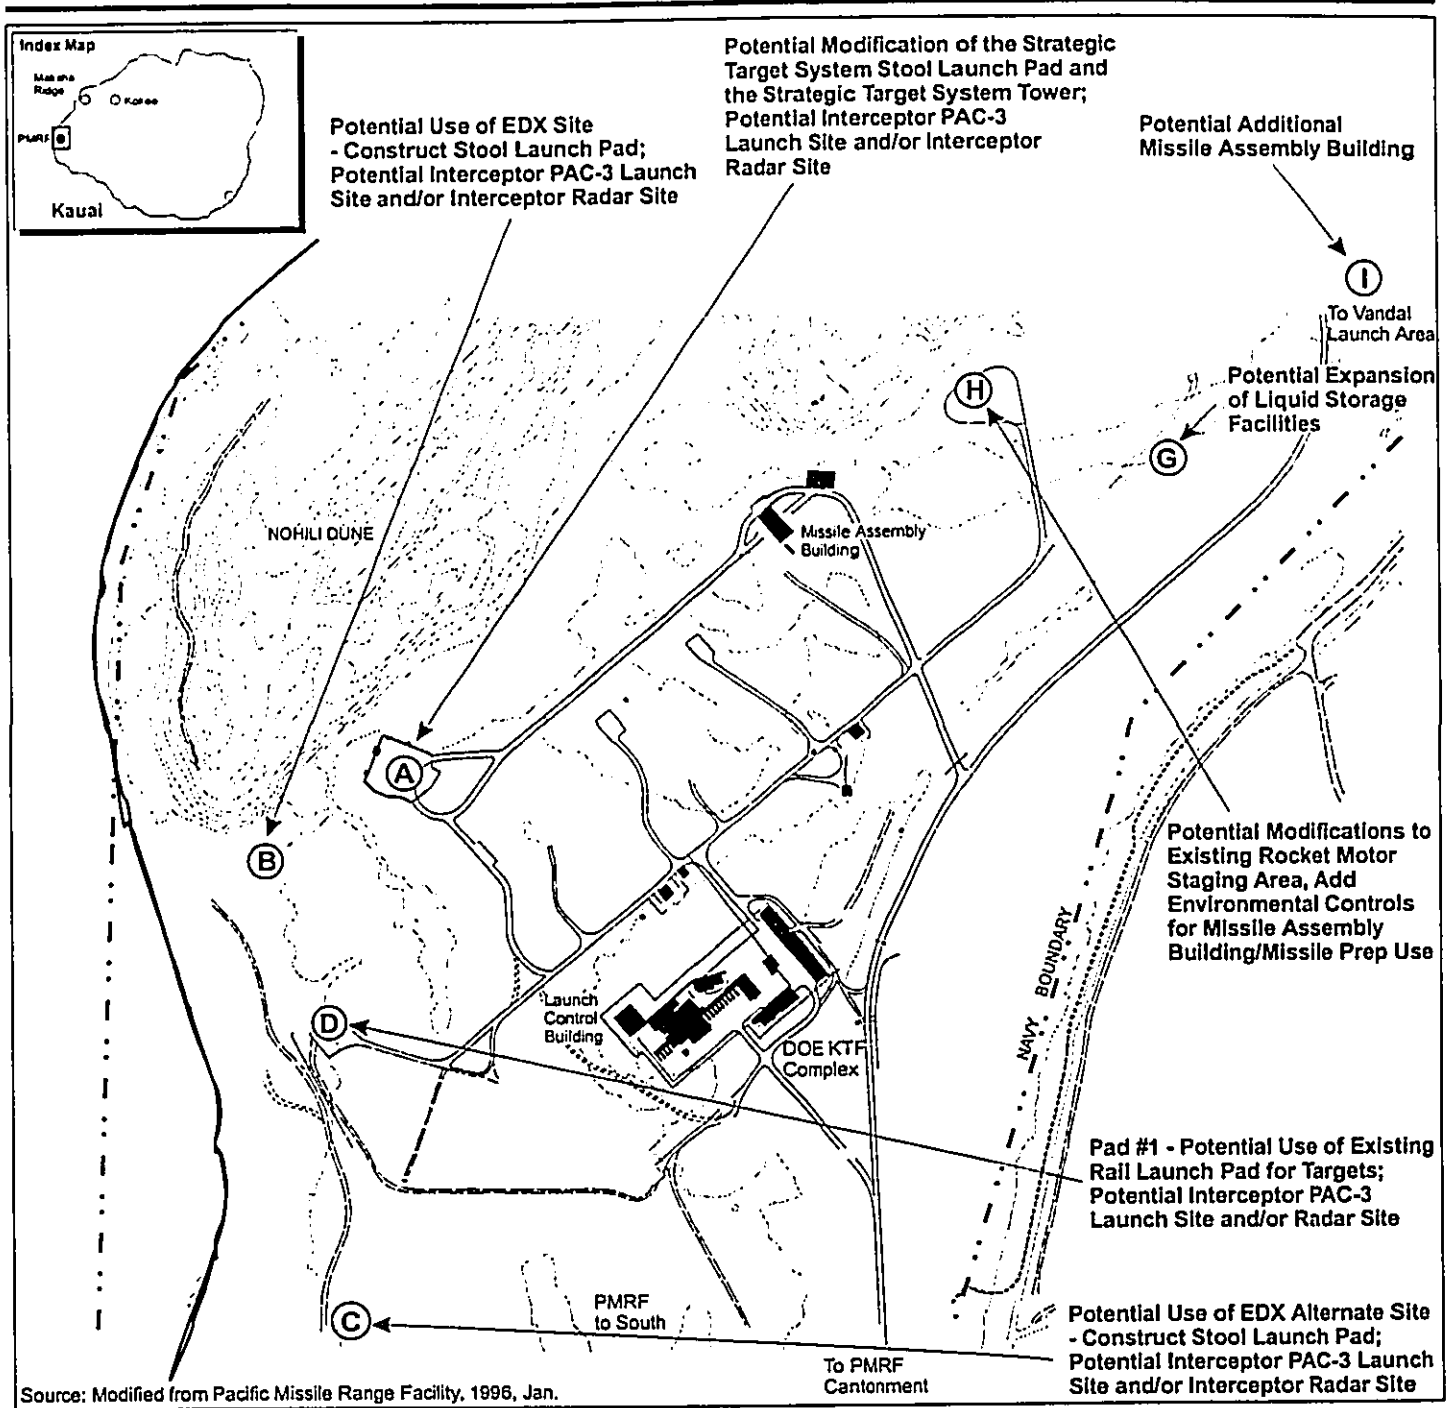 Index Map
Makaha
Ridge
Kokee
PMRF
Kauai
Potential Use of EDX Site
- Construct Stool Launch Pad;
Potential Interceptor PAC-3 Launch
Site and/or Interceptor Radar Site
Potential Modification of the Strategic
Target System Stool Launch Pad and
the Strategic Target System Tower;
Potential Interceptor PAC-3
Launch Site and/or Interceptor
Radar Site
Potential Additional
Missile Assembly Building
I
To Vandal
Launch Area
H
Potential Expansion
of Liquid Storage
Facilities
G
NOHILI DUNE
Missile Assembly
Building
A
B
Potential Modifications to
Existing Rocket Motor
Staging Area, Add
Environmental Controls
for Missile Assembly
Building/Missile Prep Use
NAVY BOUNDARY
D
Launch
Control
Building
DOE KTF
Complex
Pad #1 - Potential Use of Existing
Rail Launch Pad for Targets;
Potential Interceptor PAC-3
Launch Site and/or Radar Site
C
PMRF
to South
Potential Use of EDX Alternate Site
- Construct Stool Launch Pad;
Potential Interceptor PAC-3 Launch
Site and/or Interceptor Radar Site
To PMRF
Cantonment
Source: Modified from Pacific Missile Range Facility, 1996, Jan.